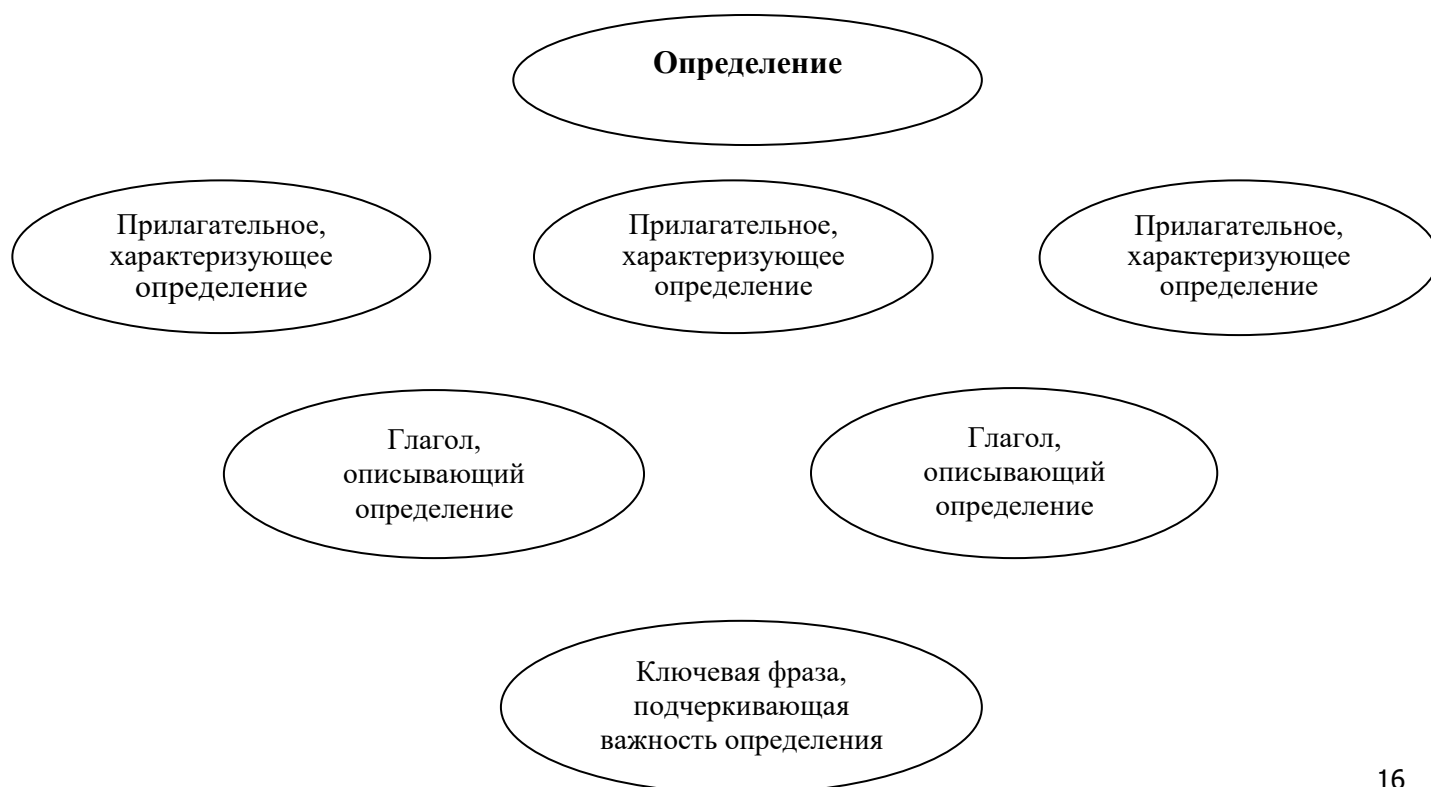 Определение
Прилагательное,
характеризующее
определение
Прилагательное,
характеризующее
определение
Прилагательное,
характеризующее
определение
Глагол,
описывающий
определение
Глагол,
описывающий
определение
Ключевая фраза,
подчеркивающая
важность определения
16